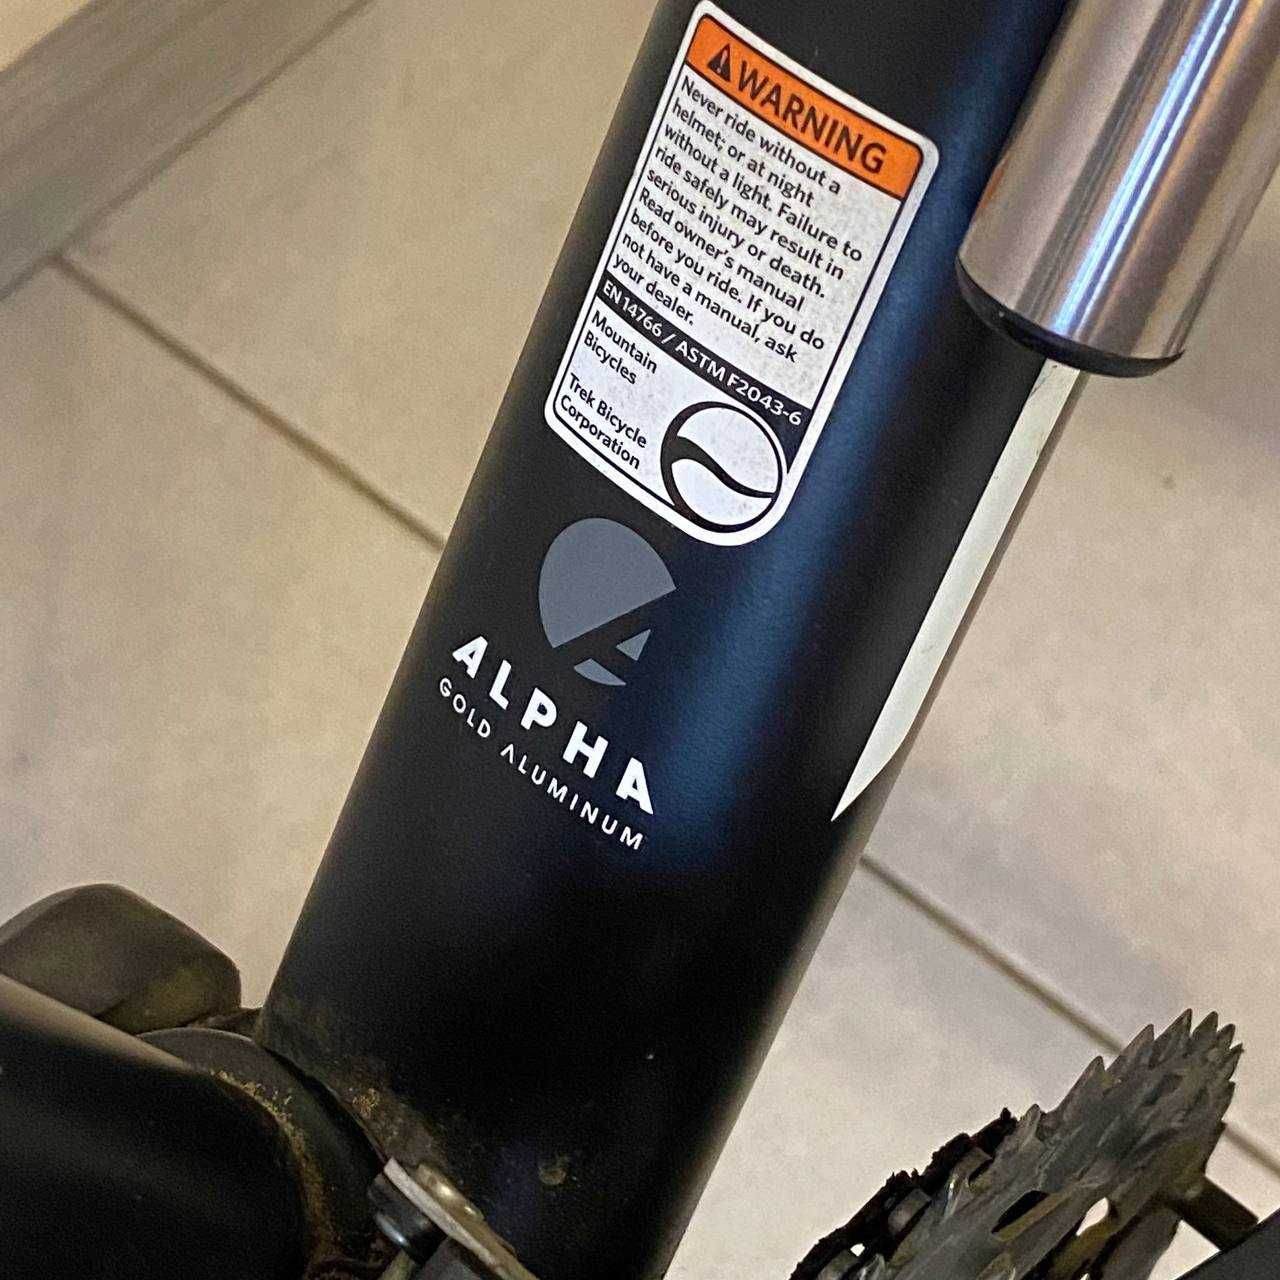 WARNING
Never ride without a
helmet; or at night
without a light. Failure to
ride safely may result in
serious injury or death.
Read owner's manual
before you ride. If you do
not have a manual, ask
your dealer.
EN 14766 / ASTM F2043-6
Mountain
Bicycles
Trek Bicycle
Corporation
ALPHA
GOLD ALUMINUM